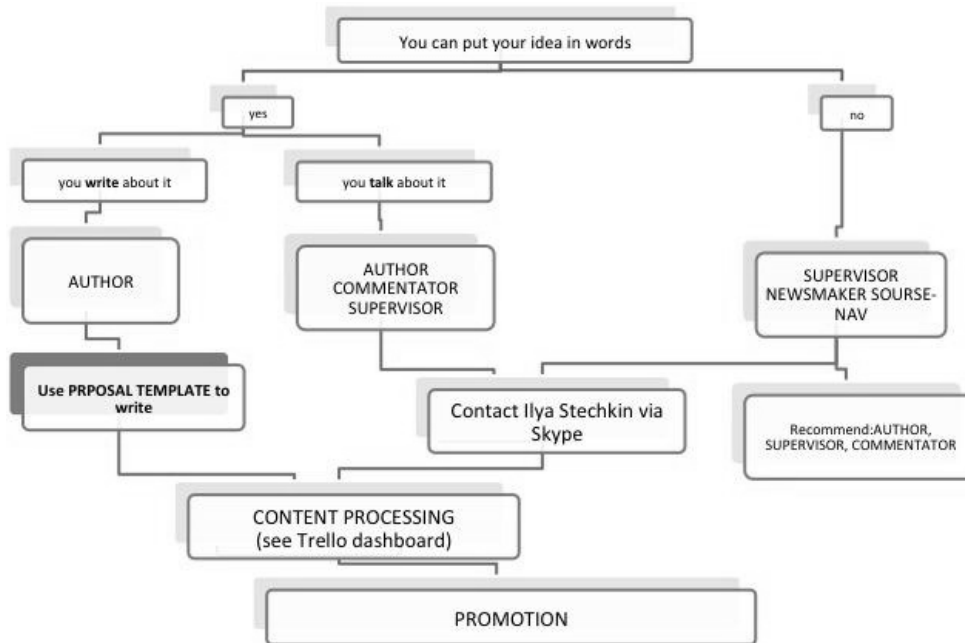 You can put your idea in words
yes
no
you write about it
you talk about it
AUTHOR
AUTHOR
COMMENTATOR
SUPERVISOR
SUPERVISOR
NEWSMAKER SOURSE-
NAV
Use PRPOSAL TEMPLATE to
write
Contact Ilya Stechkin via
Skype
Recommend:AUTHOR,
SUPERVISOR, COMMENTATOR
CONTENT PROCESSING
(see Trello dashboard)
PROMOTION